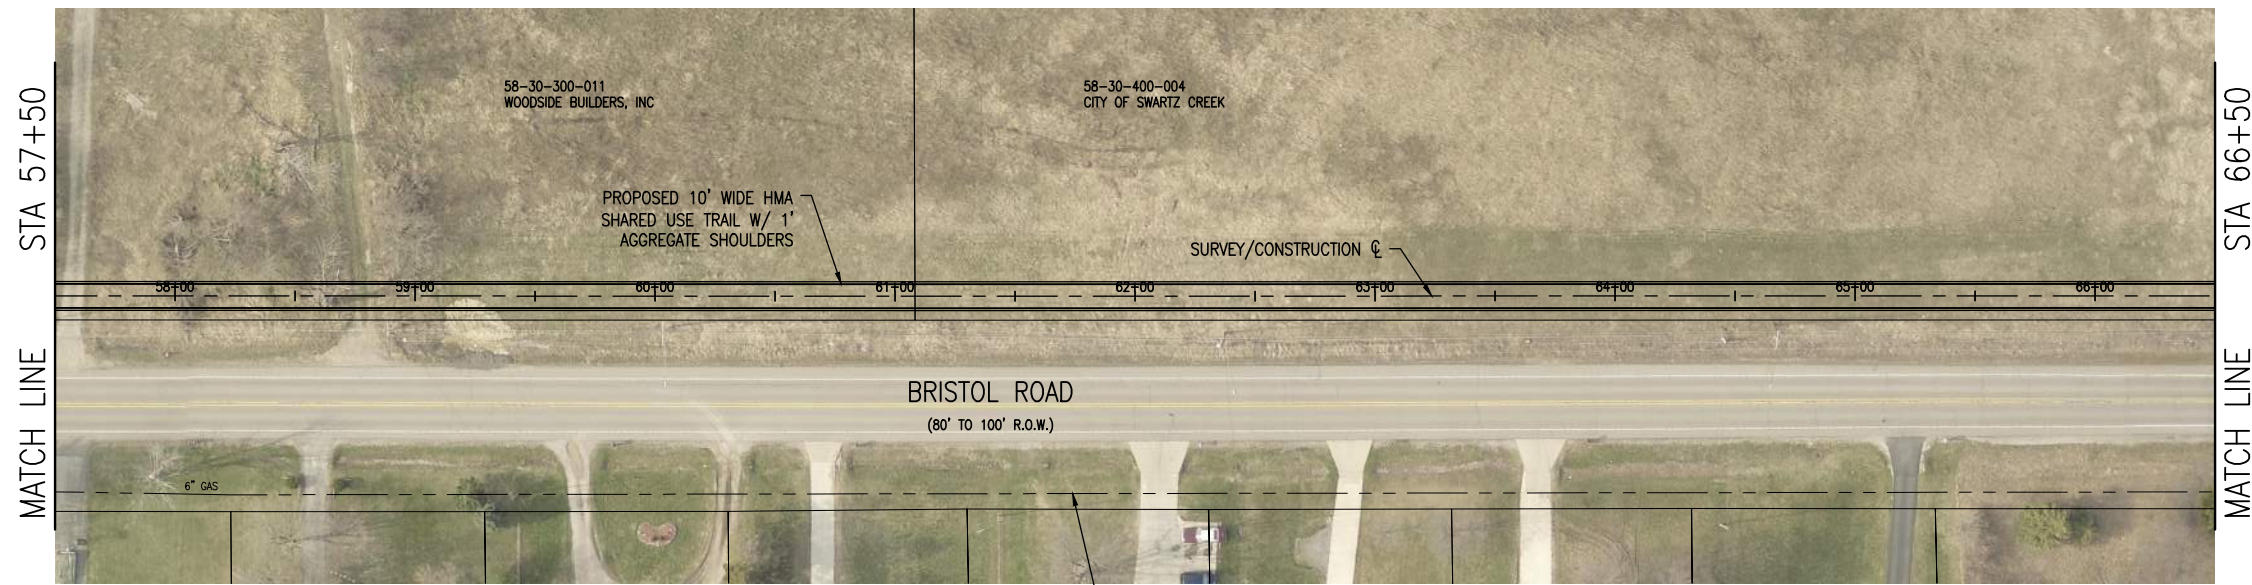 STA 57+50
MATCH LINE
58-30-300-011
WOODSIDE BUILDERS, INC
58-30-400-004
CITY OF SWARTZ CREEK
PROPOSED 10' WIDE HMA
SHARED USE TRAIL W/ 1'
AGGREGATE SHOULDERS
SURVEY/CONSTRUCTION ℄
58+00
59+00
60+00
61+00
62+00
63+00
64+00
65+00
66+00
BRISTOL ROAD
(80' TO 100' R.O.W.)
6" GAS
STA 66+50
MATCH LINE